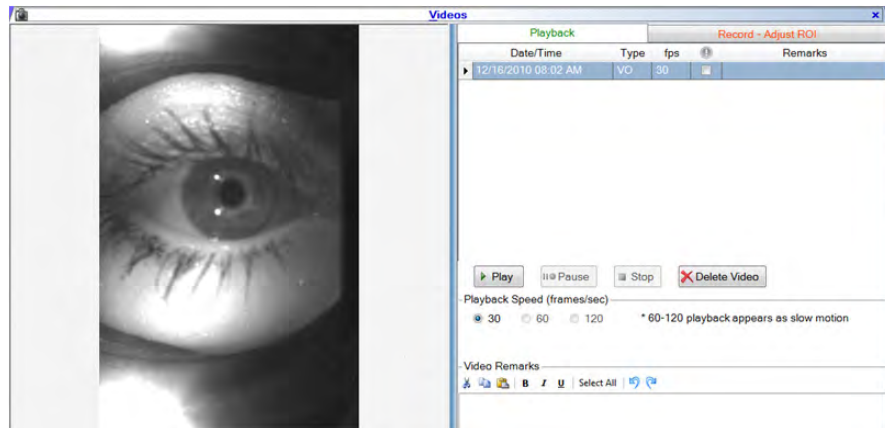 Videos
Playback
Record - Adjust ROI
Date/Time Type fps Remarks
12/16/2010 08:02 AM VO 30
Play Pause Stop Delete Video
Playback Speed (frames/sec)
30 60 120 * 60-120 playback appears as slow motion
Video Remarks
B I U Select All